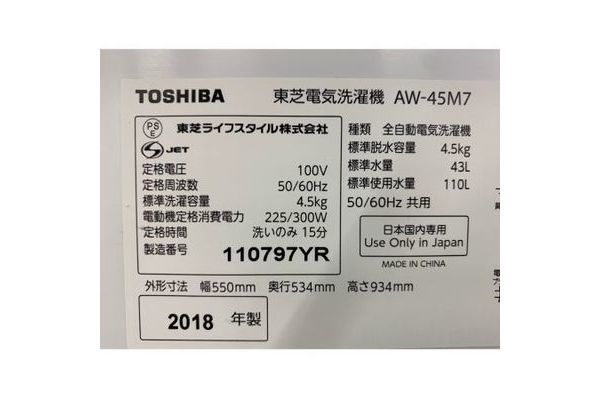 TOSHIBA 東芝電気洗濯機 AW-45M7
PS
E
東芝ライフスタイル株式会社
S JET
定格電圧 100V
定格周波数 50/60Hz
標準洗濯容量 4.5kg
電動機定格消費電力 225/300W
定格時間 洗いのみ 15分
製造番号 110797YR
種類 全自動電気洗濯機
標準脱水容量 4.5kg
標準水量 43L
標準使用水量 110L
50/60Hz 共用
日本国内専用
Use Only in Japan
MADE IN CHINA
外形寸法 幅550mm 奥行534mm 高さ934mm
2018 年製